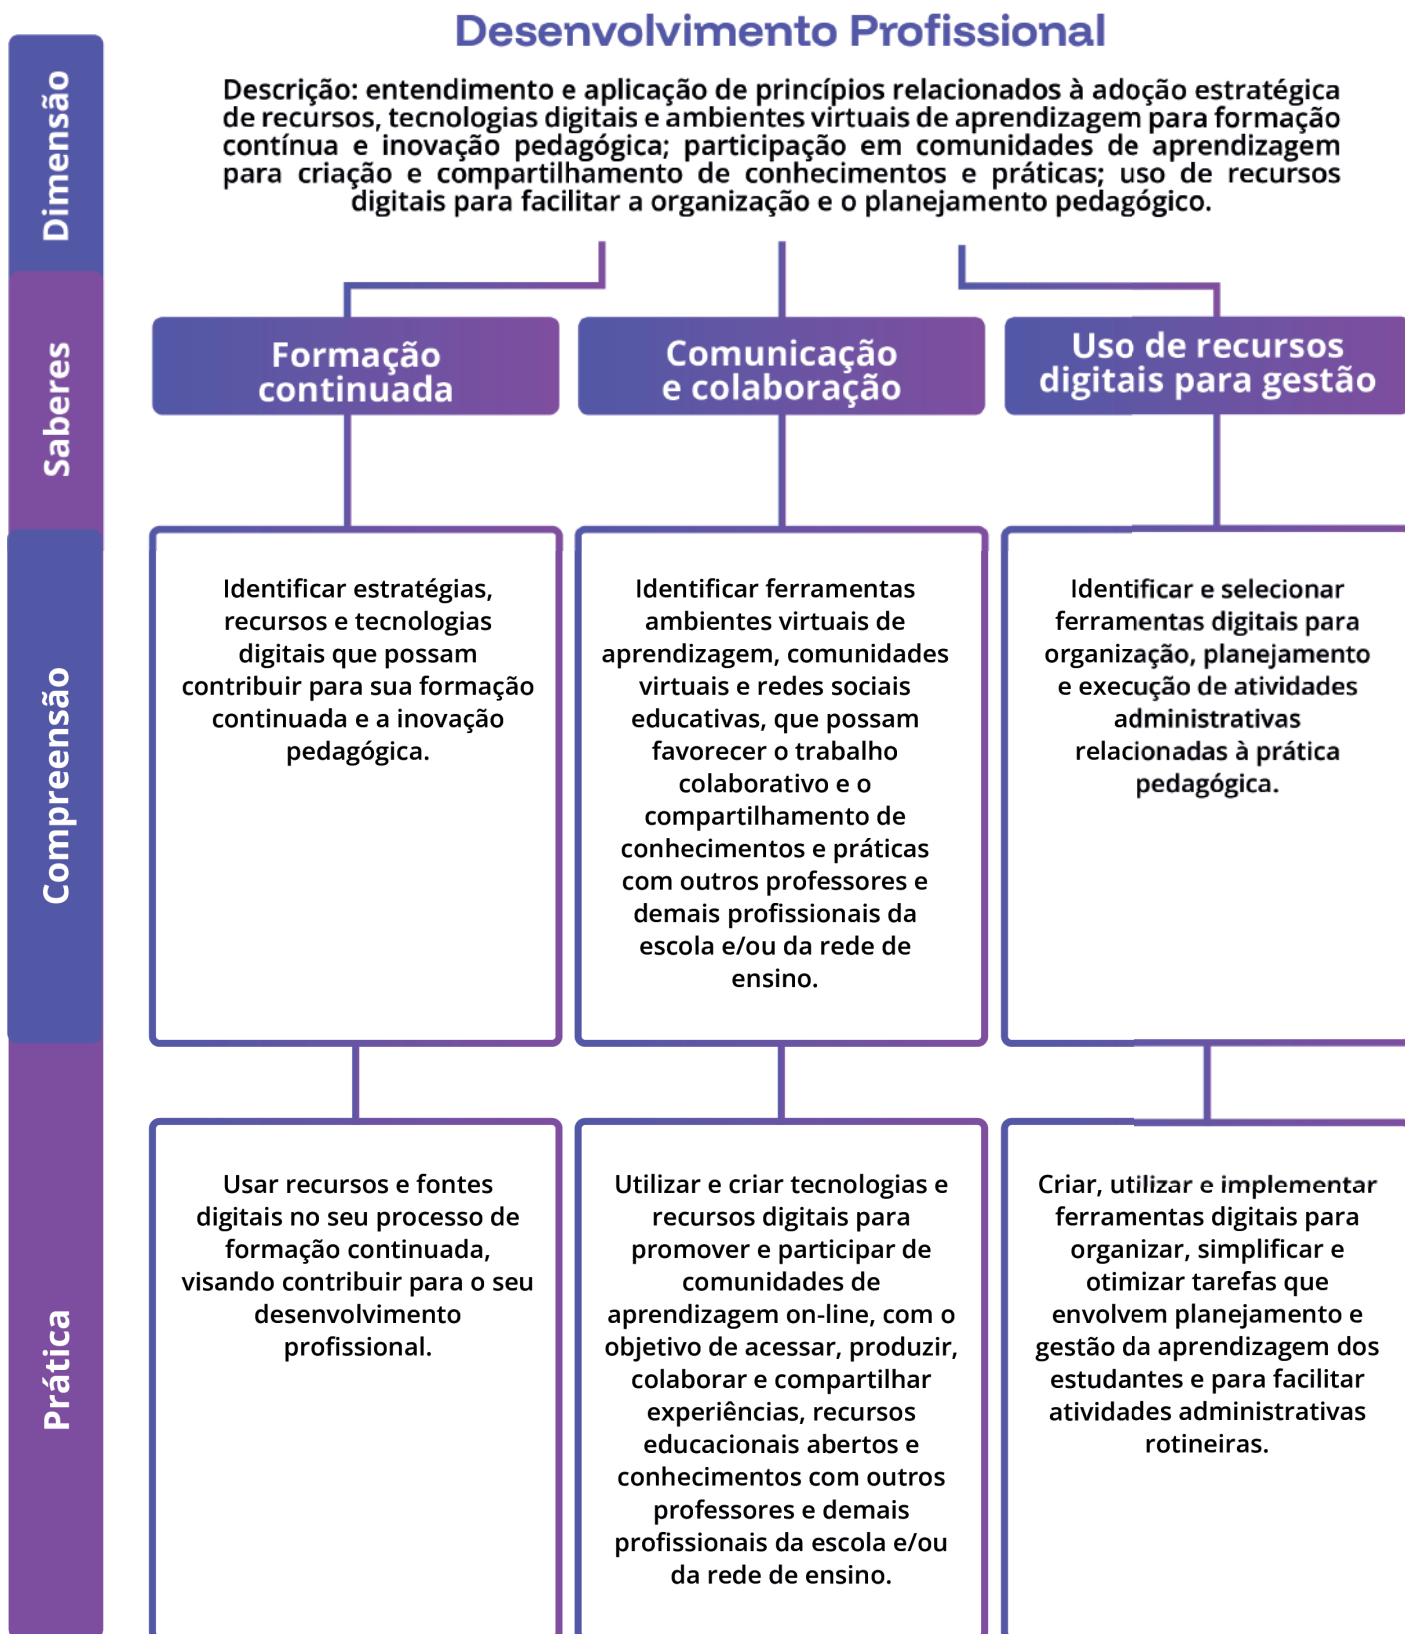 Desenvolvimento Profissional
Dimensão
Descrição: entendimento e aplicação de princípios relacionados à adoção estratégica
de recursos, tecnologias digitais e ambientes virtuais de aprendizagem para formação
contínua e inovação pedagógica; participação em comunidades de aprendizagem
para criação e compartilhamento de conhecimentos e práticas; uso de recursos
digitais para facilitar a organização e o planejamento pedagógico.
Saberes
Formação
continuada
Comunicação
e colaboração
Uso de recursos
digitais para gestão
Compreensão
Identificar estratégias,
recursos e tecnologias
digitais que possam
contribuir para sua formação
continuada e a inovação
pedagógica.
Identificar ferramentas
ambientes virtuais de
aprendizagem, comunidades
virtuais e redes sociais
educativas, que possam
favorecer o trabalho
colaborativo e o
compartilhamento de
conhecimentos e práticas
com outros professores e
demais profissionais da
escola e/ou da rede de
ensino.
Identificar e selecionar
ferramentas digitais para
organização, planejamento
e execução de atividades
administrativas
relacionadas à prática
pedagógica.
Prática
Usar recursos e fontes
digitais no seu processo de
formação continuada,
visando contribuir para o seu
desenvolvimento
profissional.
Utilizar e criar tecnologias e
recursos digitais para
promover e participar de
comunidades de
aprendizagem on-line, com o
objetivo de acessar, produzir,
colaborar e compartilhar
experiências, recursos
educacionais abertos e
conhecimentos com outros
professores e demais
profissionais da escola e/ou
da rede de ensino.
Criar, utilizar e implementar
ferramentas digitais para
organizar, simplificar e
otimizar tarefas que
envolvem planejamento e
gestão da aprendizagem dos
estudantes e para facilitar
atividades administrativas
rotineiras.